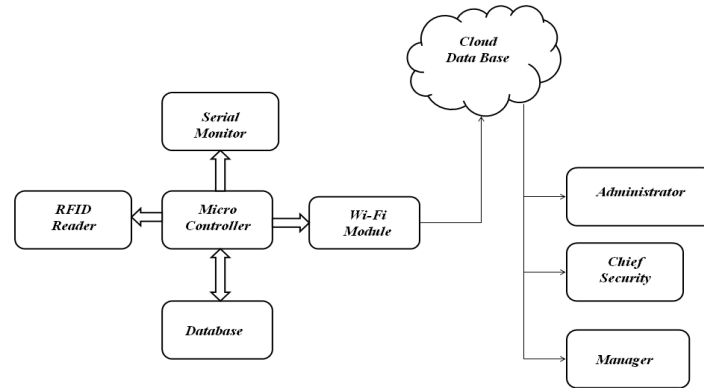 Cloud
Data Base
Serial
Monitor
RFID
Reader
Micro
Controller
Wi-Fi
Module
Administrator
Chief
Security
Database
Manager